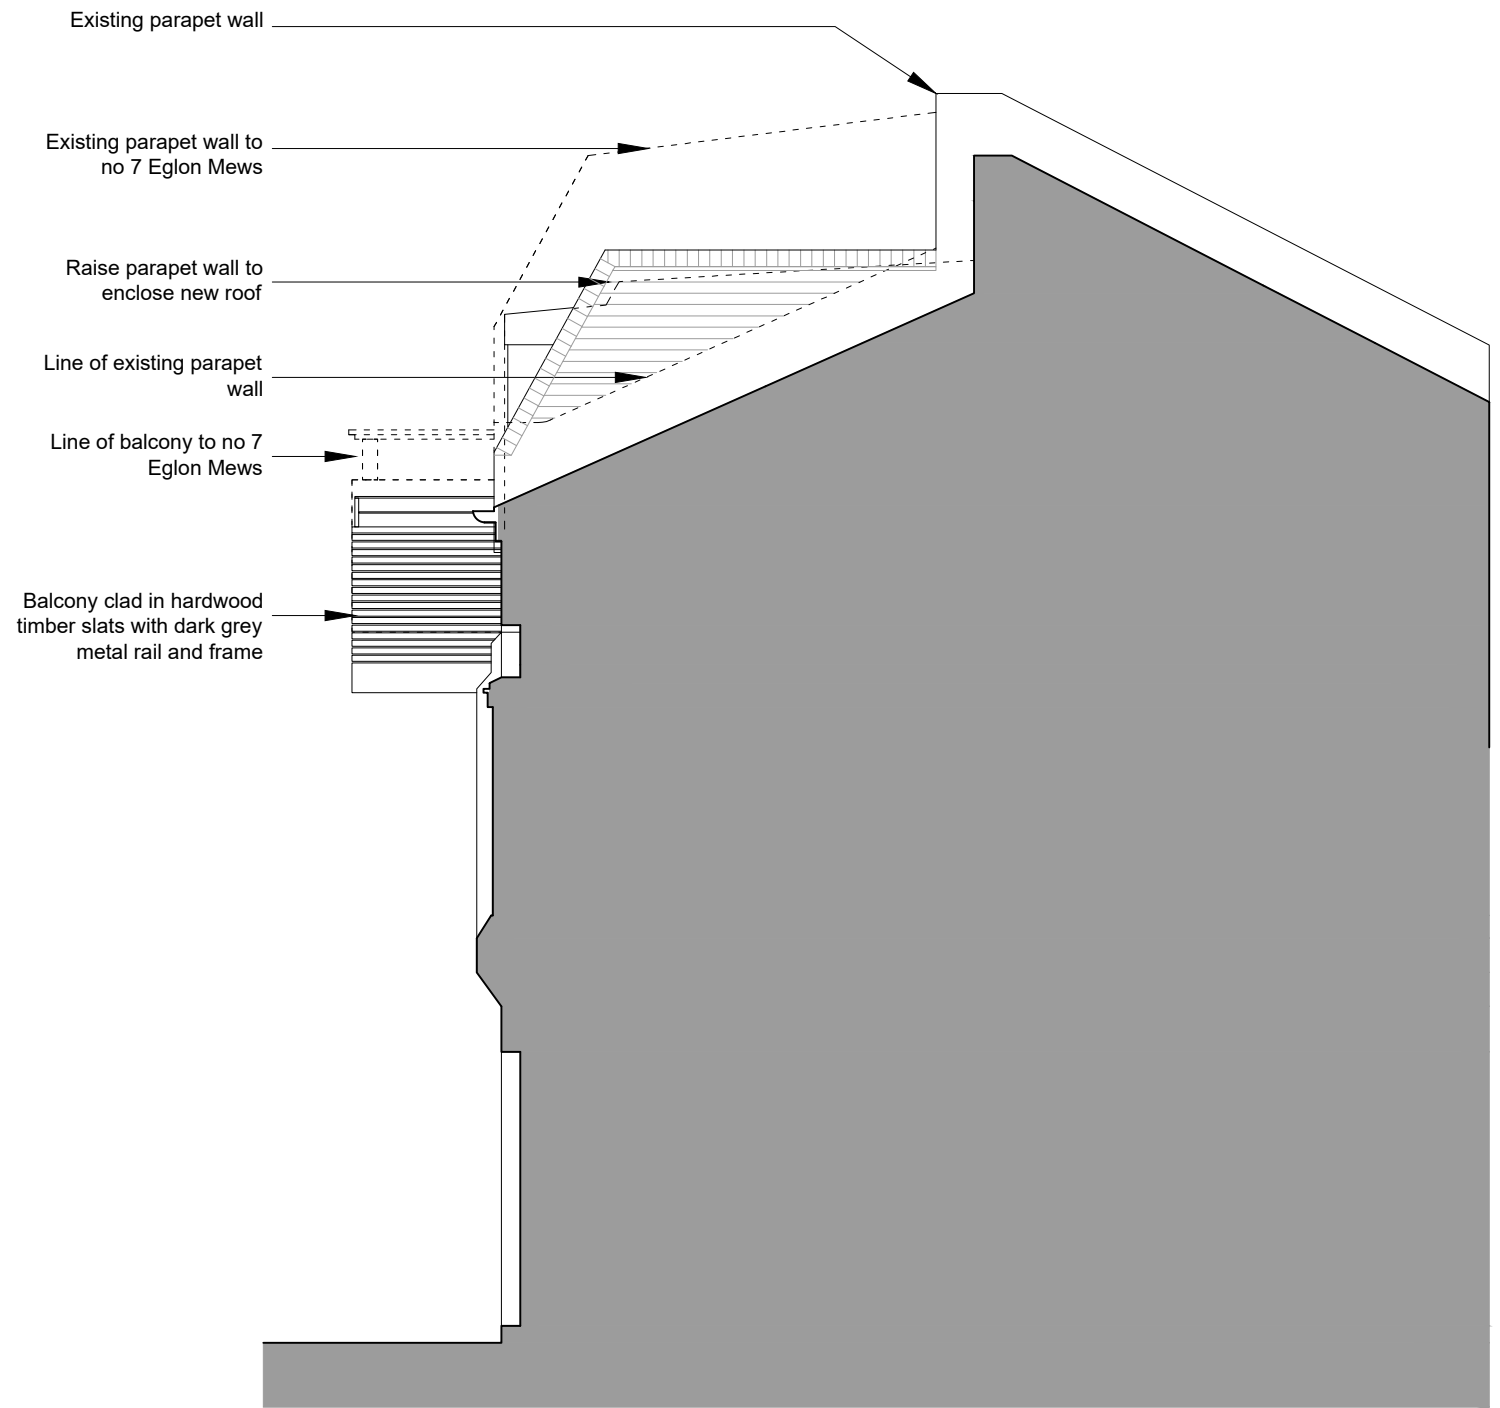 Existing parapet wall
Existing parapet wall to
no 7 Eglon Mews
Raise parapet wall to
enclose new roof
Line of existing parapet
wall
Line of balcony to no 7
Eglon Mews
Balcony clad in hardwood
timber slats with dark grey
metal rail and frame